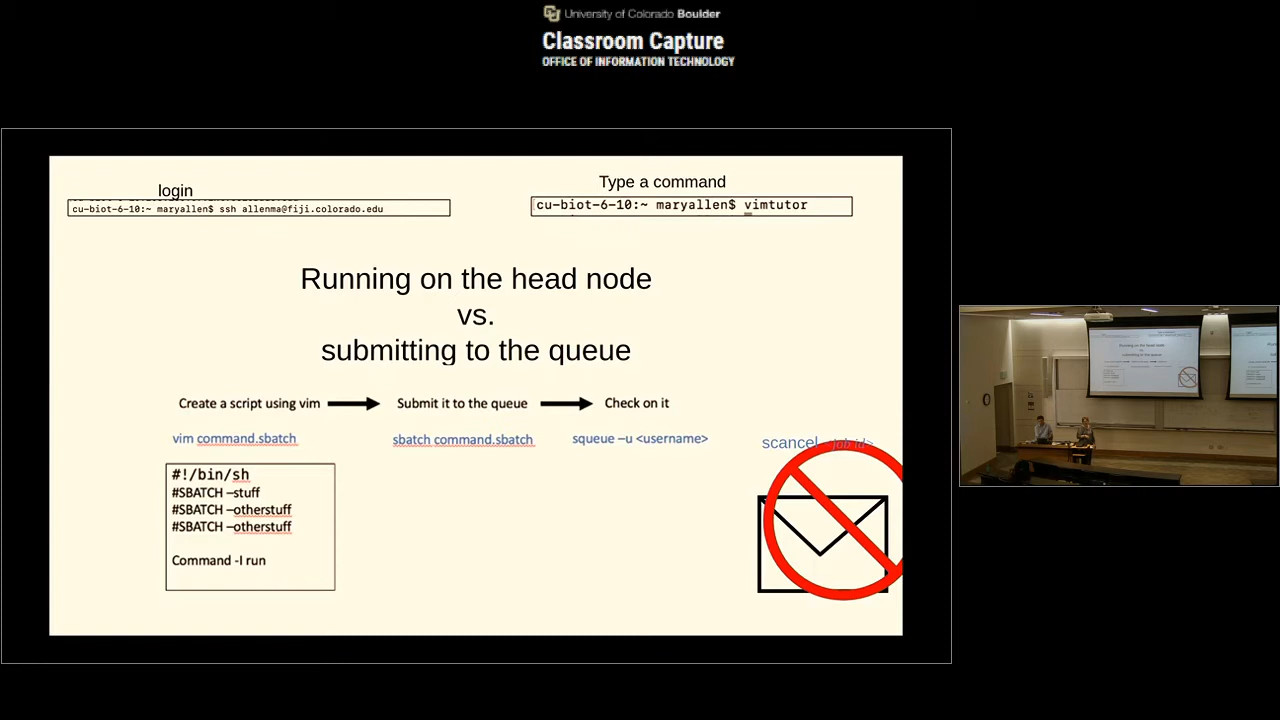 University of Colorado Boulder
Classroom Capture
OFFICE OF INFORMATION TECHNOLOGY
login
cu-biot-6-10:~ maryallen$ ssh allenma@fiji.colorado.edu
Type a command
cu-biot-6-10:~ maryallen$ vimtutor
Running on the head node
vs.
submitting to the queue
Create a script using vim
Submit it to the queue
Check on it
vim command.sbatch
sbatch command.sbatch
squeue –u <username>
scancel <job id>
#!/bin/sh
#SBATCH –stuff
#SBATCH –otherstuff
#SBATCH –otherstuff
Command -I run